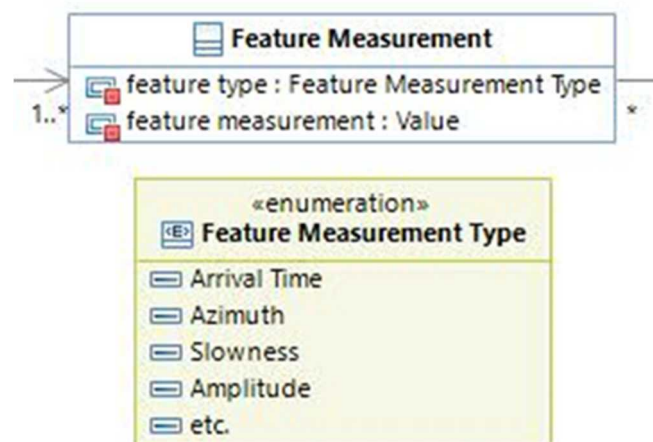 Feature Measurement
feature type : Feature Measurement Type
1..*
feature measurement : Value
*
«enumeration»
<E> Feature Measurement Type
Arrival Time
Azimuth
Slowness
Amplitude
etc.